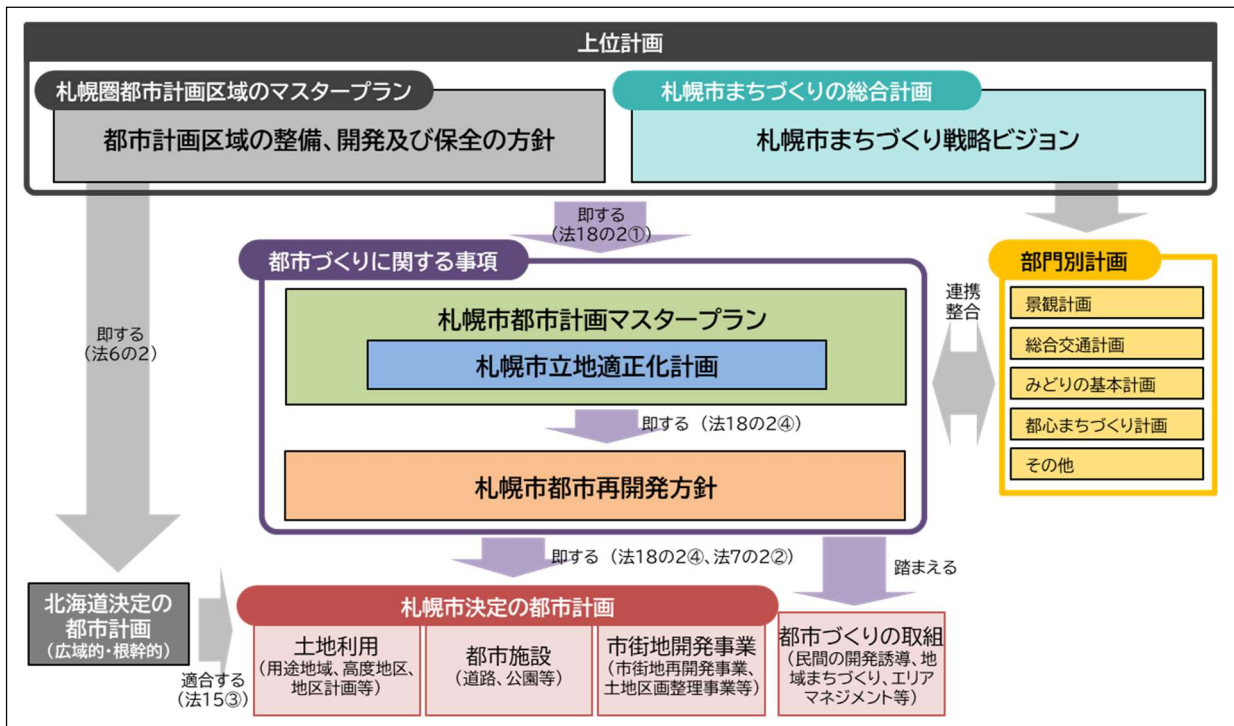 上位計画
札幌圏都市計画区域のマスタープラン
都市計画区域の整備、開発及び保全の方針
札幌市まちづくりの総合計画
札幌市まちづくり戦略ビジョン
即する
(法18の2①)
即する
(法6の2)
都市づくりに関する事項
札幌市都市計画マスタープラン
札幌市立地適正化計画
即する（法18の2④）
札幌市都市再開発方針
連携
整合
部門別計画
景観計画
総合交通計画
みどりの基本計画
都心まちづくり計画
その他
即する（法18の2④、法7の2②）
踏まえる
北海道決定の
都市計画
(広域的・根幹的)
適合する
(法15③)
札幌市決定の都市計画
土地利用
(用途地域、高度地区、
地区計画等)
都市施設
(道路、公園等)
市街地開発事業
(市街地再開発事業、
土地区画整理事業等)
都市づくりの取組
(民間の開発誘導、地
域まちづくり、エリア
マネジメント等)